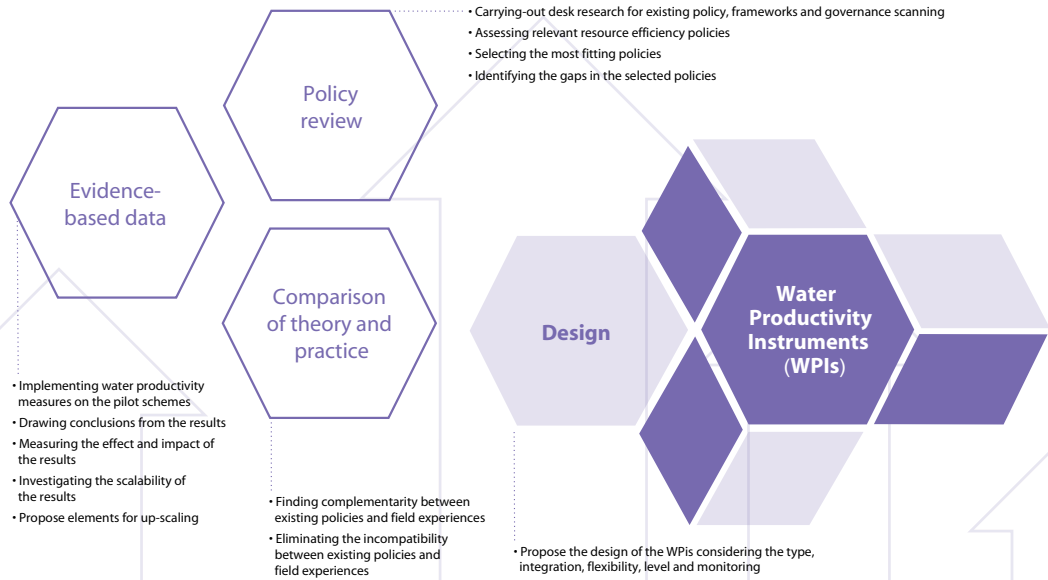 • Carrying-out desk research for existing policy, frameworks and governance scanning
• Assessing relevant resource efficiency policies
• Selecting the most fitting policies
• Identifying the gaps in the selected policies
Policy
review
Evidence-
based data
Comparison
of theory and
practice
Design
Water
Productivity
Instruments
(WPIs)
• Implementing water productivity
measures on the pilot schemes
• Drawing conclusions from the results
• Measuring the effect and impact of
the results
• Investigating the scalability of
the results
• Propose elements for up-scaling
• Finding complementarity between
existing policies and field experiences
• Eliminating the incompatibility
between existing policies and
field experiences
• Propose the design of the WPIs considering the type,
integration, flexibility, level and monitoring